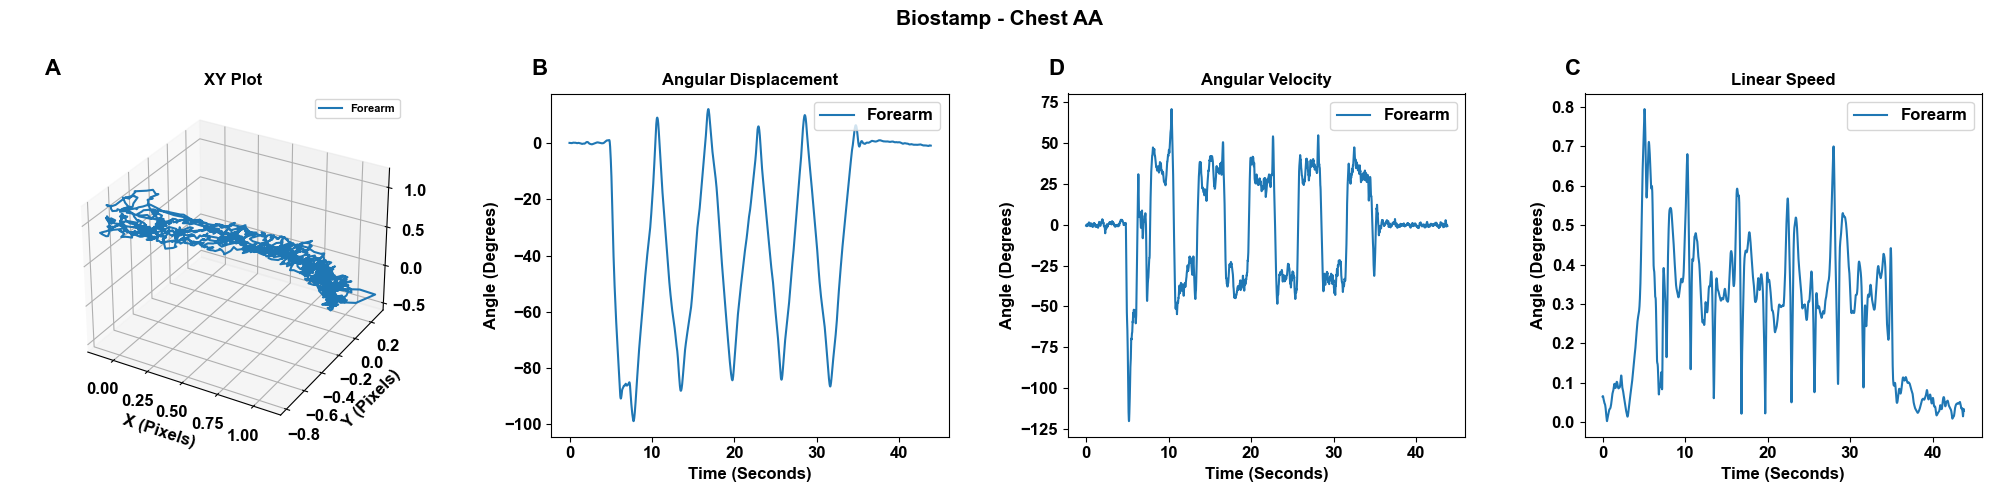 Biostamp - Chest AA
A
XY Plot
Forearm
1.0
0.5
0.0
−0.5
0.2
0.0
−0.2
−0.4
−0.6
−0.8
Y (Pixels)
0.00
0.25
0.50
0.75
1.00
X (Pixels)
B
Angular Displacement
Forearm
0
−20
−40
−60
−80
−100
Angle (Degrees)
0
10
20
30
40
Time (Seconds)
D
Angular Velocity
Forearm
75
50
25
0
−25
−50
−75
−100
−125
Angle (Degrees)
0
10
20
30
40
Time (Seconds)
C
Linear Speed
Forearm
0.8
0.7
0.6
0.5
0.4
0.3
0.2
0.1
0.0
Angle (Degrees)
0
10
20
30
40
Time (Seconds)